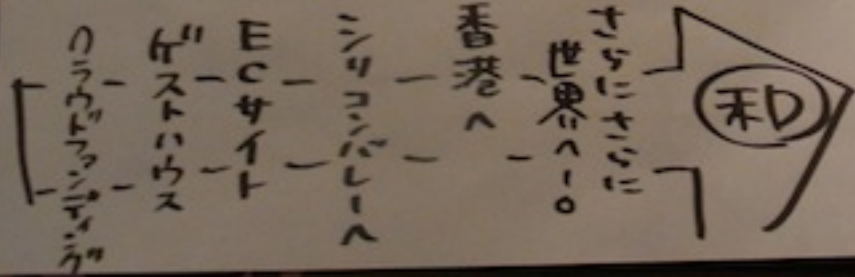 クラウドファンディング
ゲストハウス
ECサイト
シリコンバレーへ
香港へ
さらにさらに
世界へ!
和